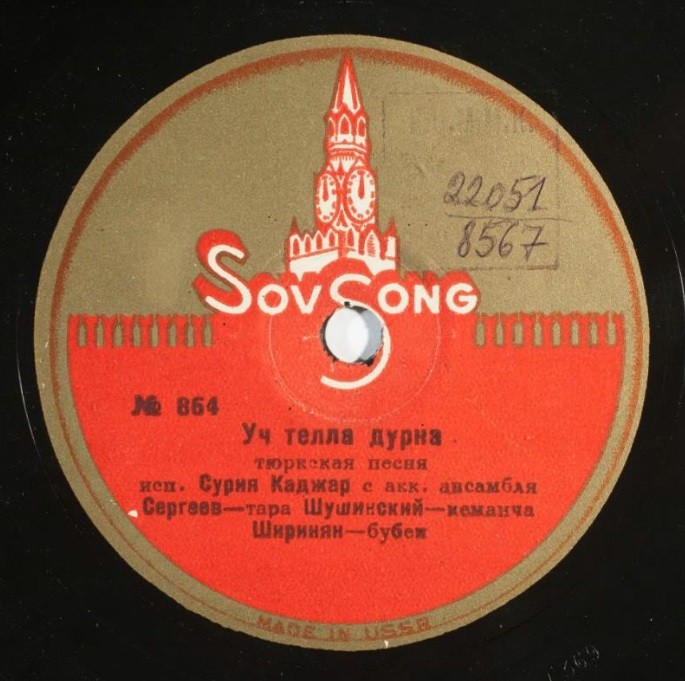 22051
8567
SOVSONG
№ 864
Уч телла дурна
тюркская песня
исп. Сурия Каджар с акк. ансамбля
Сергеев—тара Шушинский—кеманча
Ширинян—бубен
MADE IN USSR